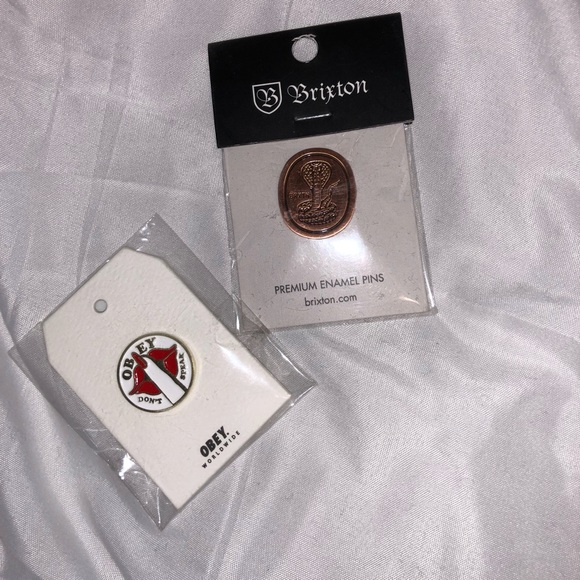 B Brixton
PREMIUM ENAMEL PINS
brixton.com
OBEY
DON'T SPEAK
OBEY.
WORLDWIDE